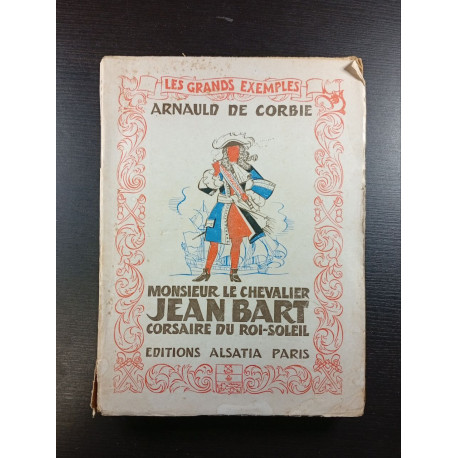 LES GRANDS EXEMPLES
ARNAULD DE CORBIE
MONSIEUR LE CHEVALIER
JEAN BART
CORSAIRE DU ROI-SOLEIL
EDITIONS ALSATIA PARIS